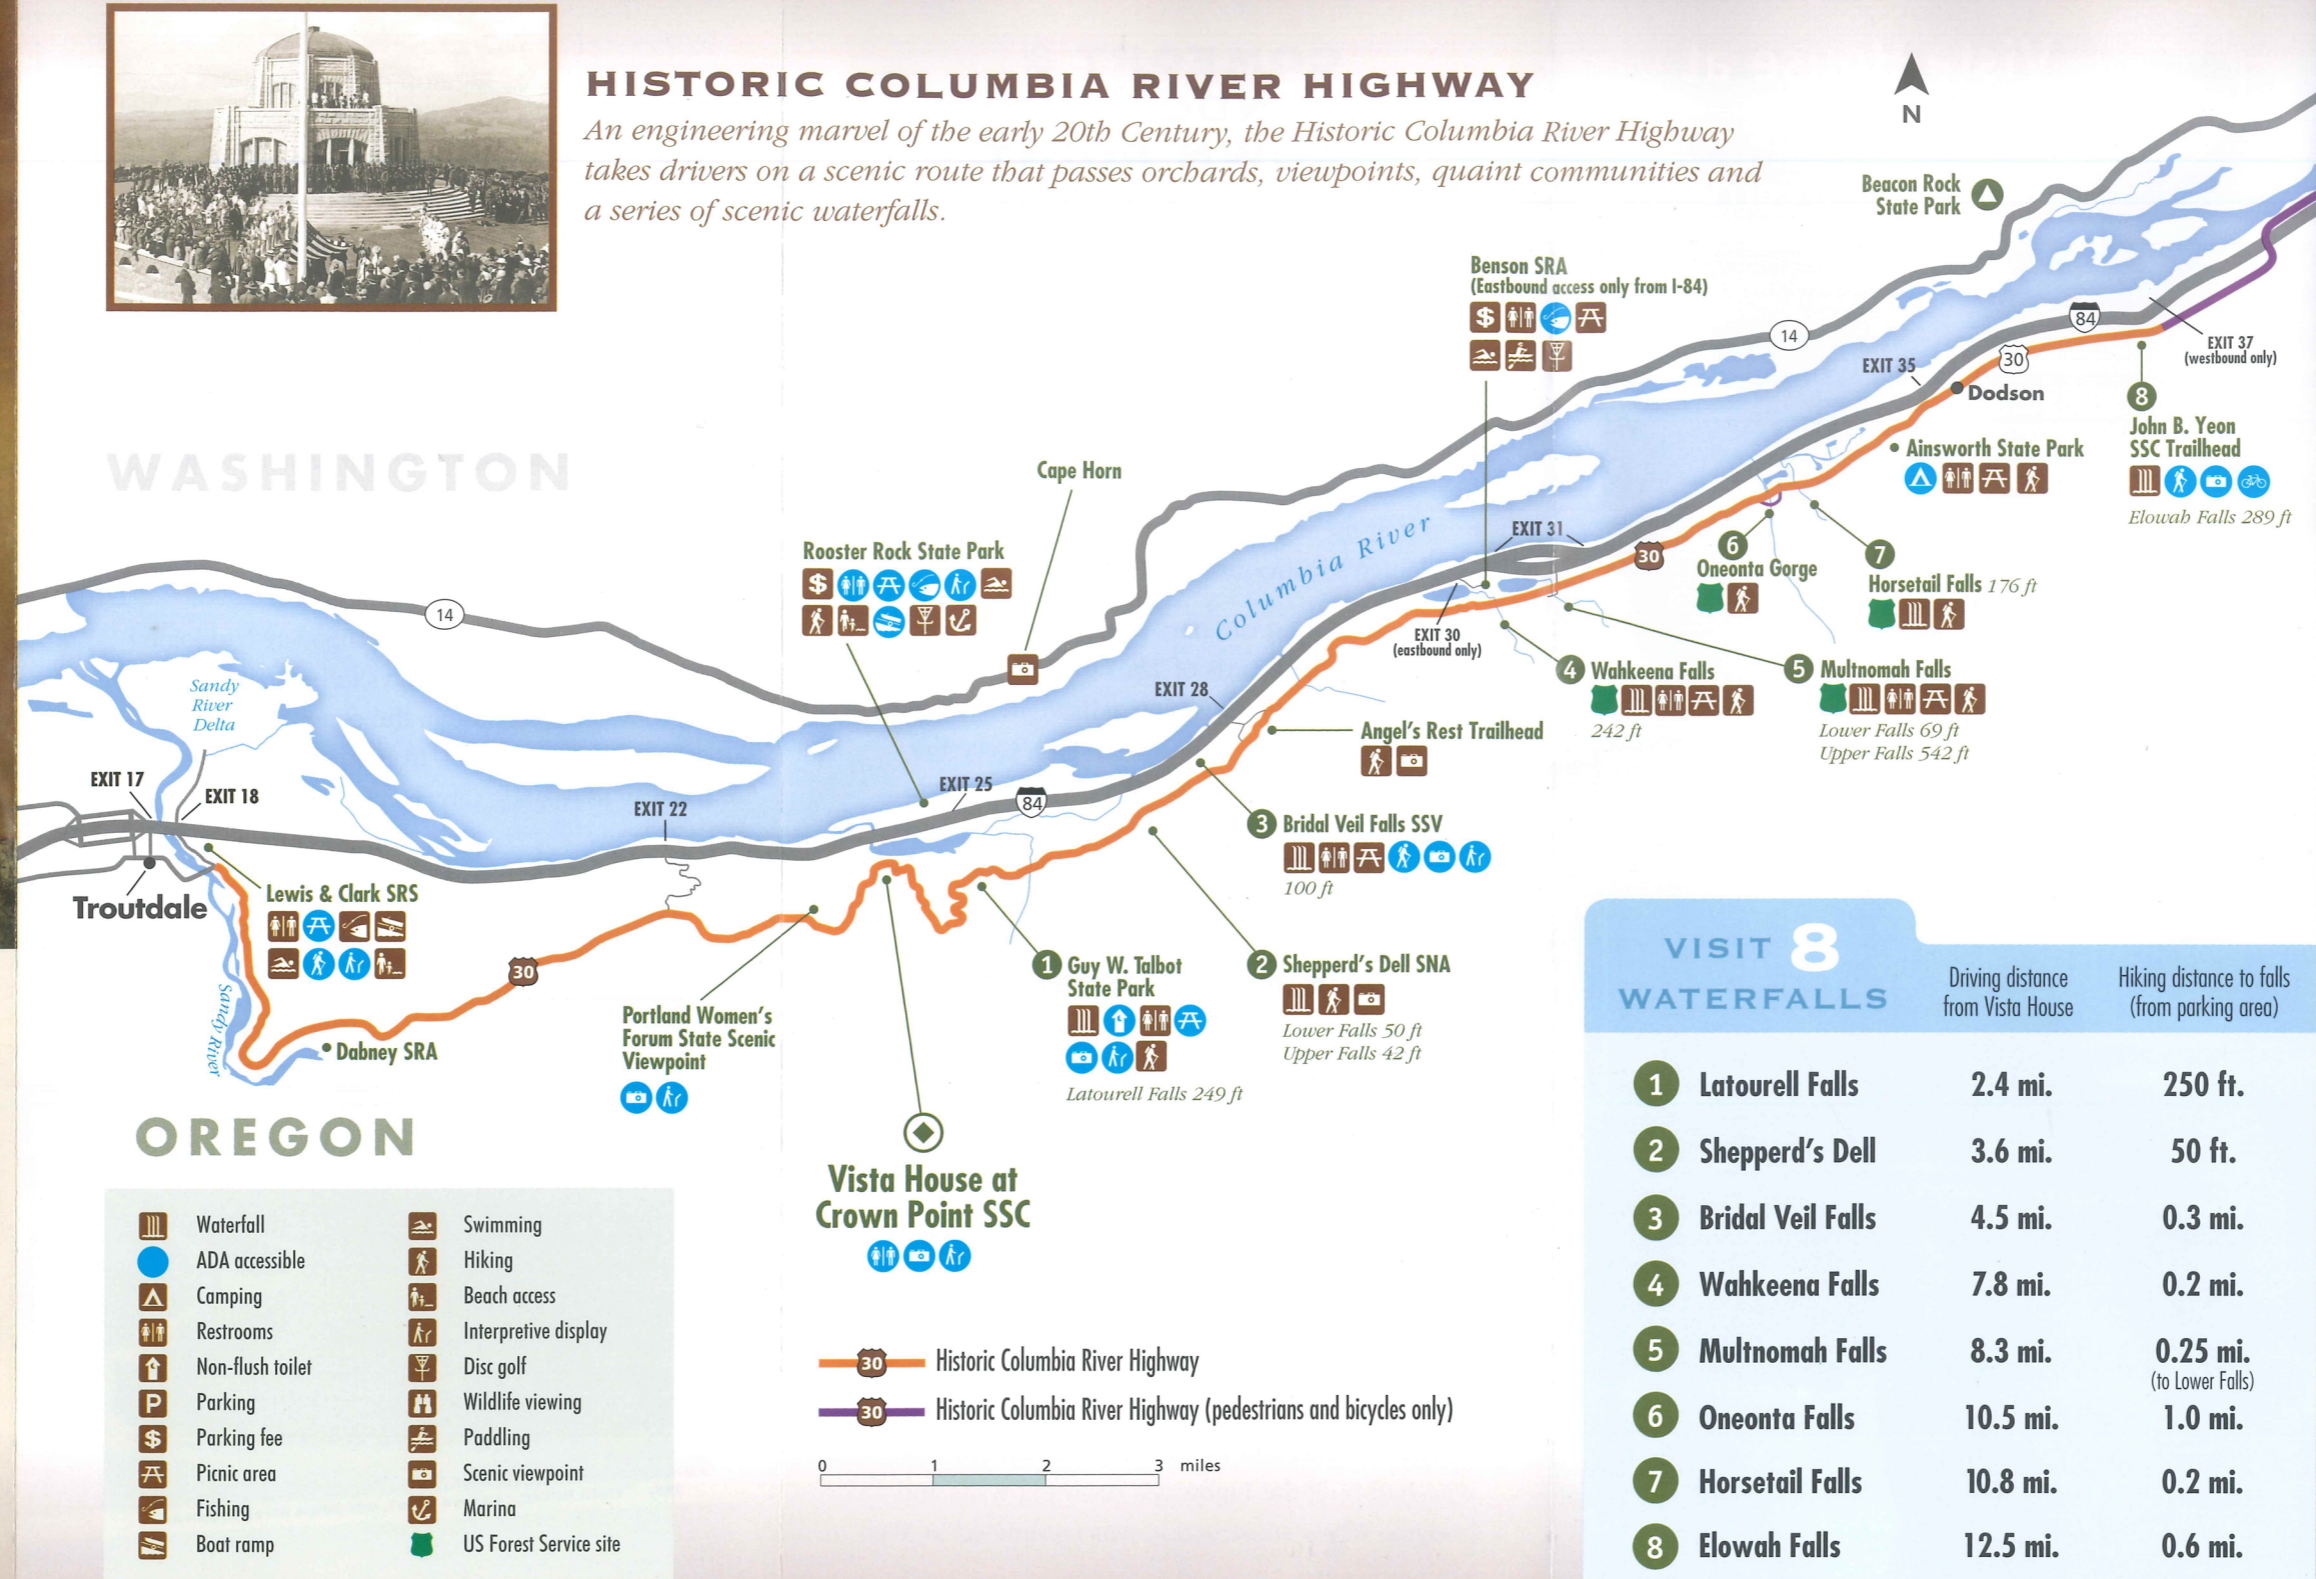 HISTORIC COLUMBIA RIVER HIGHWAY
An engineering marvel of the early 20th Century, the Historic Columbia River Highway
takes drivers on a scenic route that passes orchards, viewpoints, quaint communities and
a series of scenic waterfalls.
N
Beacon Rock
State Park
Benson SRA
(Eastbound access only from I-84)
$
14
84
EXIT 37
(westbound only)
EXIT 35
30
Dodson
8
John B. Yeon
SSC Trailhead
Elowah Falls 289 ft
Ainsworth State Park
WASHINGTON
Cape Horn
Columbia River
EXIT 31
30
6
Oneonta Gorge
7
Horsetail Falls 176 ft
Rooster Rock State Park
$
14
EXIT 30
(eastbound only)
4 Wahkeena Falls
242 ft
5 Multnomah Falls
Lower Falls 69 ft
Upper Falls 542 ft
Sandy
River
Delta
EXIT 28
Angel's Rest Trailhead
EXIT 17
EXIT 18
EXIT 22
EXIT 25
84
3 Bridal Veil Falls SSV
100 ft
Troutdale
Lewis & Clark SRS
30
Sandy River
Dabney SRA
Portland Women's
Forum State Scenic
Viewpoint
1 Guy W. Talbot
State Park
Latourell Falls 249 ft
2 Shepperd's Dell SNA
Lower Falls 50 ft
Upper Falls 42 ft
OREGON
Vista House at
Crown Point SSC
Waterfall
ADA accessible
Camping
Restrooms
Non-flush toilet
P Parking
$ Parking fee
Picnic area
Fishing
Boat ramp
Swimming
Hiking
Beach access
Interpretive display
Disc golf
Wildlife viewing
Paddling
Scenic viewpoint
Marina
US Forest Service site
30 Historic Columbia River Highway
30 Historic Columbia River Highway (pedestrians and bicycles only)
0 1 2 3 miles
VISIT 8
WATERFALLS
Driving distance
from Vista House
Hiking distance to falls
(from parking area)
1 Latourell Falls 2.4 mi. 250 ft.
2 Shepperd's Dell 3.6 mi. 50 ft.
3 Bridal Veil Falls 4.5 mi. 0.3 mi.
4 Wahkeena Falls 7.8 mi. 0.2 mi.
5 Multnomah Falls 8.3 mi. 0.25 mi.
(to Lower Falls)
6 Oneonta Falls 10.5 mi. 1.0 mi.
7 Horsetail Falls 10.8 mi. 0.2 mi.
8 Elowah Falls 12.5 mi. 0.6 mi.